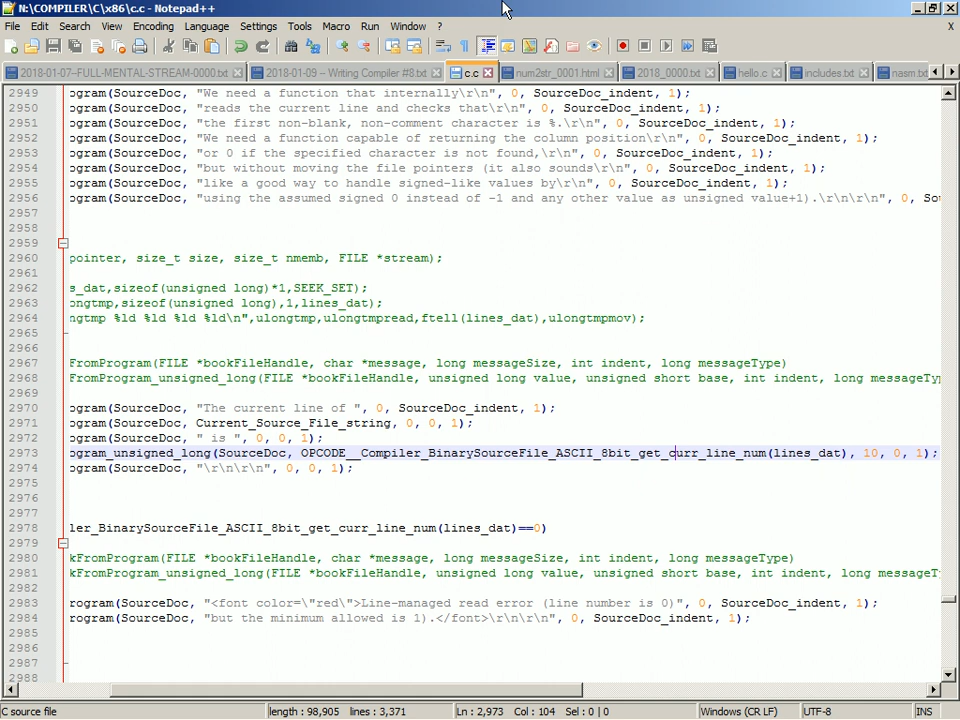 N:\COMPILER\C\x86\c.c - Notepad++
File Edit Search View Encoding Language Settings Tools Macro Run Window ? X
2018-01-07-FULL-MENTAL-STREAM-0000.txt 2018-01-09 -- Writing Compiler #8.txt c.c num2str_0001.html 2018_0000.txt hello.c includes.txt nasm.txt
2949 ogram(SourceDoc, "We need a function that internally\r\n", 0, SourceDoc_indent, 1);
2950 ogram(SourceDoc, "reads the current line and checks that\r\n", 0, SourceDoc_indent, 1);
2951 ogram(SourceDoc, "the first non-blank, non-comment character is %.\r\n", 0, SourceDoc_indent, 1);
2952 ogram(SourceDoc, "We need a function capable of returning the column position\r\n", 0, SourceDoc_indent, 1);
2953 ogram(SourceDoc, "or 0 if the specified character is not found,\r\n", 0, SourceDoc_indent, 1);
2954 ogram(SourceDoc, "but without moving the file pointers (it also sounds\r\n", 0, SourceDoc_indent, 1);
2955 ogram(SourceDoc, "like a good way to handle signed-like values by\r\n", 0, SourceDoc_indent, 1);
2956 ogram(SourceDoc, "using the assumed signed 0 instead of -1 and any other value as unsigned value+1).\r\n\r\n", 0, Sou
2957
2958
2959
2960 pointer, size_t size, size_t nmemb, FILE *stream);
2961
2962 s_dat,sizeof(unsigned long)*1,SEEK_SET);
2963 ongtmp,sizeof(unsigned long),1,lines_dat);
2964 ngtmp %ld %ld %ld %ld\n",ulongtmp,ulongtmpread,ftell(lines_dat),ulongtmpmov);
2965
2966
2967 FromProgram(FILE *bookFileHandle, char *message, long messageSize, int indent, long messageType)
2968 FromProgram_unsigned_long(FILE *bookFileHandle, unsigned long value, unsigned short base, int indent, long messageTyp
2969
2970 ogram(SourceDoc, "The current line of ", 0, SourceDoc_indent, 1);
2971 ogram(SourceDoc, Current_Source_File_string, 0, 0, 1);
2972 ogram(SourceDoc, " is ", 0, 0, 1);
2973 ogram_unsigned_long(SourceDoc, OPCODE__Compiler_BinarySourceFile_ASCII_8bit_get_curr_line_num(lines_dat), 10, 0, 1);
2974 ogram(SourceDoc, "\r\n\r\n", 0, 0, 1);
2975
2976
2977
2978 ler_BinarySourceFile_ASCII_8bit_get_curr_line_num(lines_dat)==0)
2979
2980 kFromProgram(FILE *bookFileHandle, char *message, long messageSize, int indent, long messageType)
2981 kFromProgram_unsigned_long(FILE *bookFileHandle, unsigned long value, unsigned short base, int indent, long messageTy
2982
2983 rogram(SourceDoc, "<font color=\"red\">Line-managed read error (line number is 0)", 0, SourceDoc_indent, 1);
2984 rogram(SourceDoc, "but the minimum allowed is 1).</font>\r\n\r\n", 0, SourceDoc_indent, 1);
2985
2986
2987
2988
C source file length : 98,905 lines : 3,371 Ln : 2,973 Col : 104 Sel : 0 | 0 Windows (CR LF) UTF-8 INS